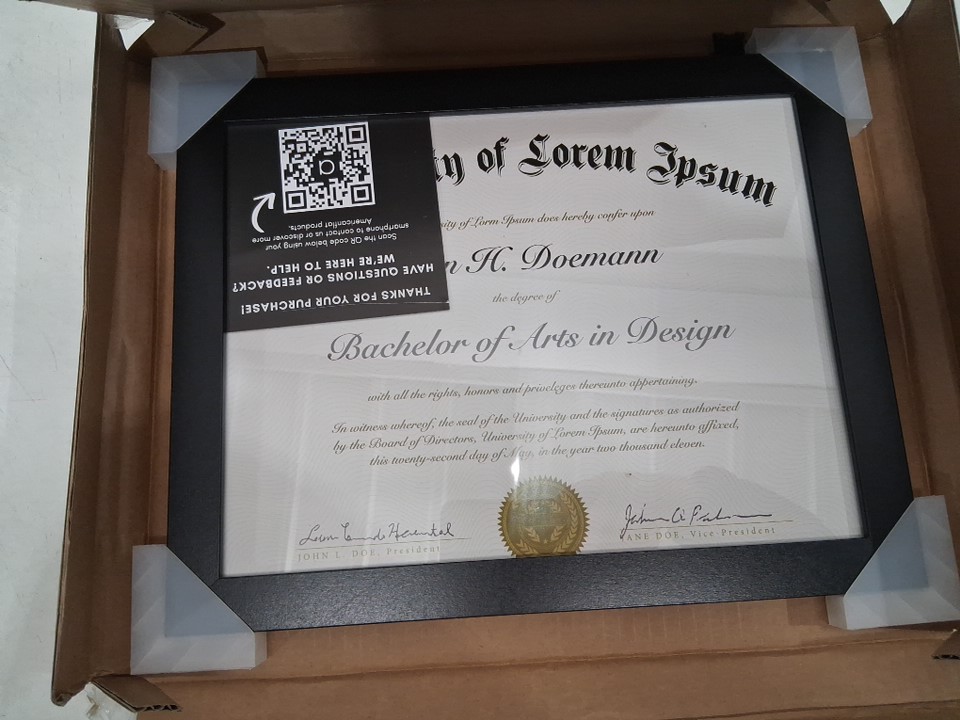 ty of Lorem Ipsum
sity of Lorm Ipsum does hereby confer upon
n H. Doemann
the degree of
Bachelor of Arts in Design
with all the rights, honors and priveleges thereunto appertaining.
In witness whereof, the seal of the University and the signatures as authorized
by the Board of Directors, University of Lorem Ipsum, are hereunto affixed,
this twenty-second day of May, in the year two thousand eleven.
JOHN L. DOE, President
JANE DOE, Vice-President
THANKS FOR YOUR PURCHASE!
HAVE QUESTIONS OR FEEDBACK?
WE'RE HERE TO HELP.
Scan the QR code below using your
smartphone to contact us or discover more
Americanflat products.